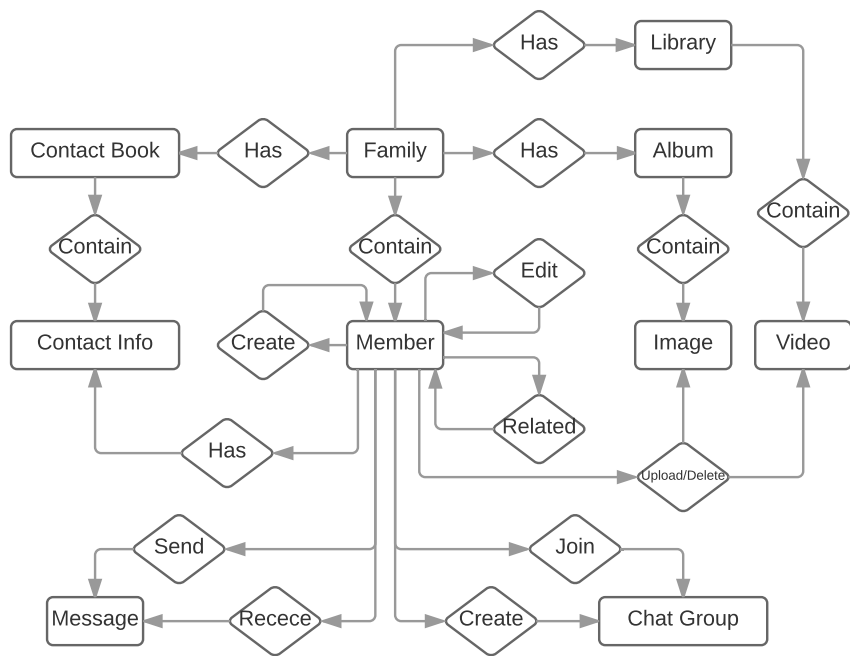 Has
Library
Contact Book
Has
Family
Has
Album
Contain
Contain
Contain
Contain
Edit
Contact Info
Create
Member
Image
Video
Related
Has
Upload/Delete
Send
Join
Message
Recece
Create
Chat Group